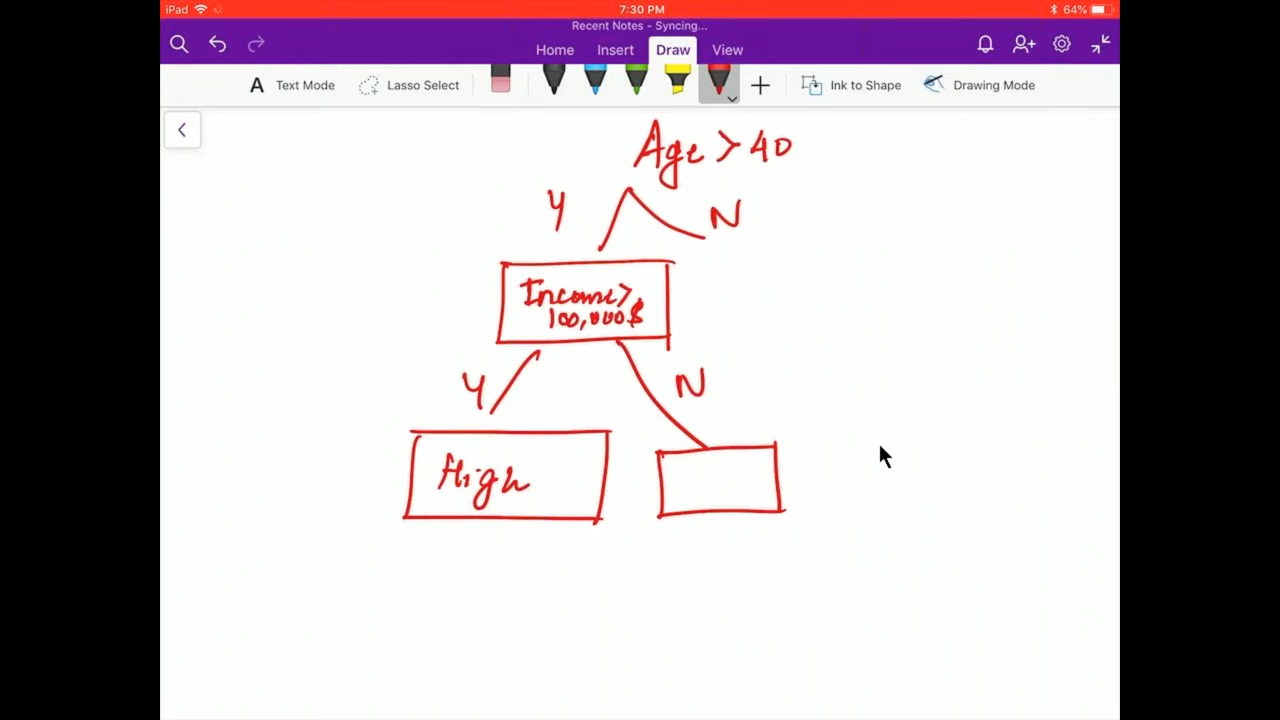 iPad 7:30 PM 64%
Recent Notes - Syncing...
Home Insert Draw View
A Text Mode Lasso Select Ink to Shape Drawing Mode
Age > 40
Y N
Income >
100,000$
Y N
High